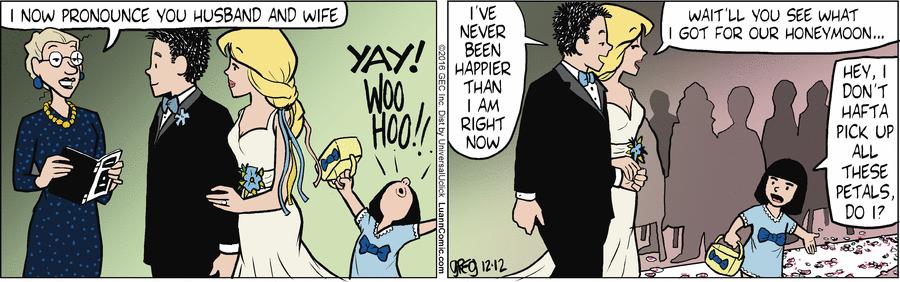 I NOW PRONOUNCE YOU HUSBAND AND WIFE
YAY!
WOO
HOO!!
©2016 GEC Inc. Dist by UniversalUclick LuannComic.com
I'VE
NEVER
BEEN
HAPPIER
THAN
I AM
RIGHT
NOW
WAIT'LL YOU SEE WHAT
I GOT FOR OUR HONEYMOON...
HEY, I
DON'T
HAFTA
PICK UP
ALL
THESE
PETALS,
DO I?
GREG 12·12